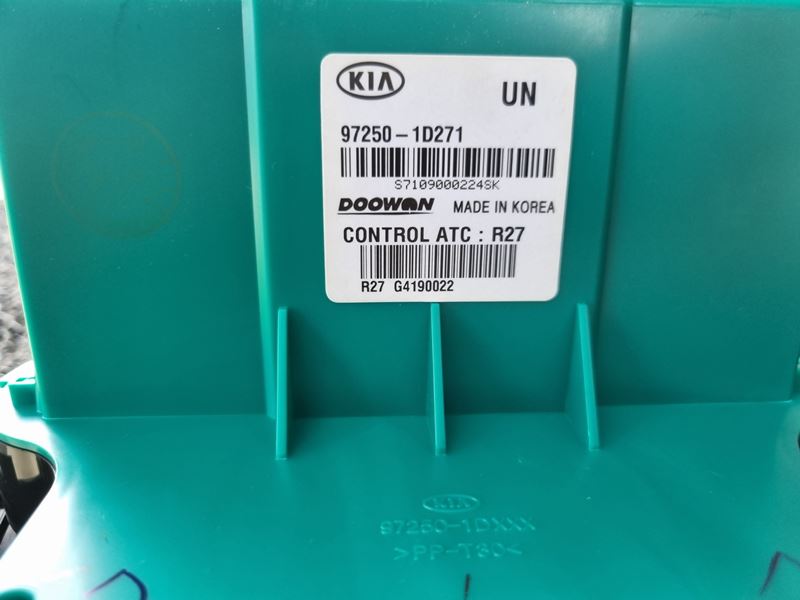 KIA
UN
97250-1D271
S7109000224SK
DOOWON MADE IN KOREA
CONTROL ATC : R27
R27 G4190022
KIA
97250-1DXXX
>PP-T30<